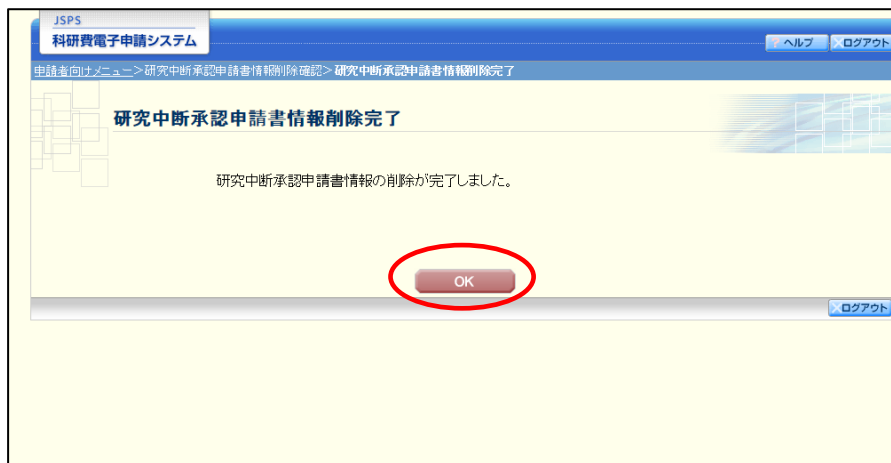 JSPS
科研費電子申請システム
? ヘルプ
ログアウト
申請者向けメニュー>研究中断承認申請書情報削除確認>研究中断承認申請書情報削除完了
研究中断承認申請書情報削除完了
研究中断承認申請書情報の削除が完了しました。
OK
ログアウト